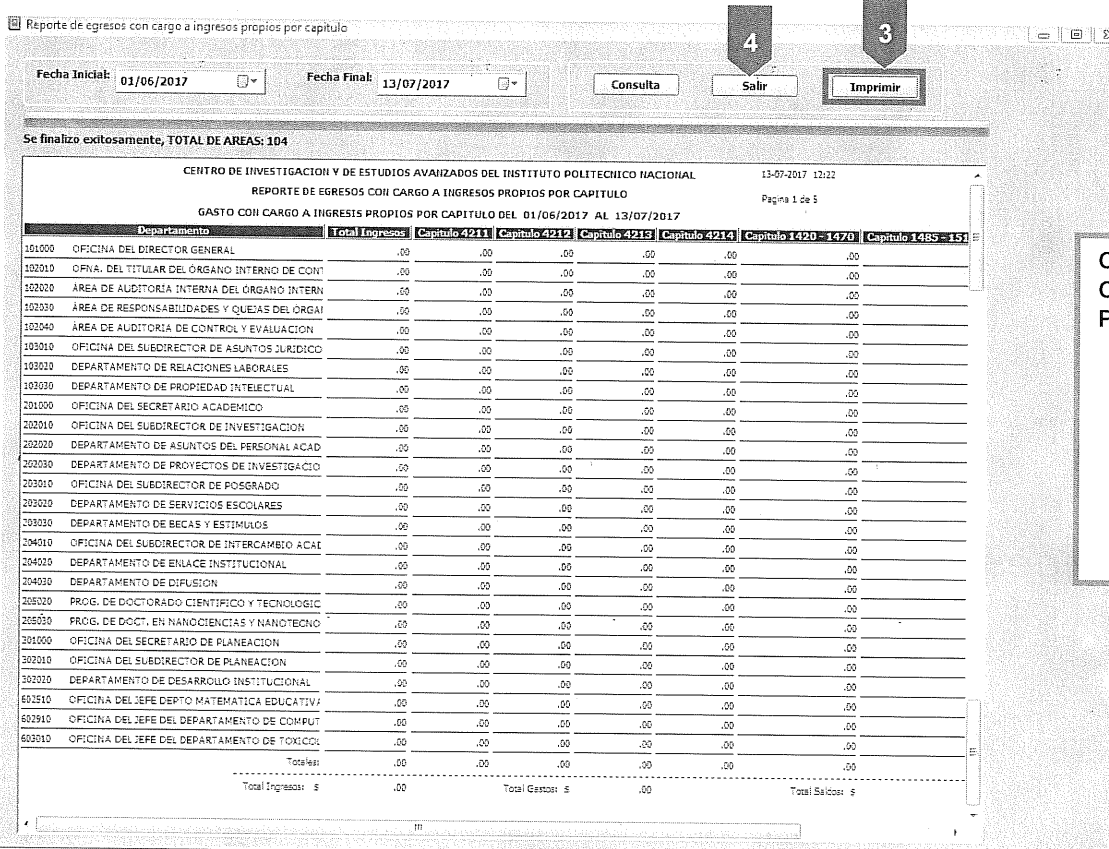 4
3
Reporte de egresos con cargo a ingresos propios por capitulo
Fecha Inicial: 01/06/2017 Fecha Final: 13/07/2017 Consulta Salir Imprimir
Se finalizo exitosamente, TOTAL DE AREAS: 104
CENTRO DE INVESTIGACION Y DE ESTUDIOS AVANZADOS DEL INSTITUTO POLITECNICO NACIONAL 13-07-2017 12:22
REPORTE DE EGRESOS CON CARGO A INGRESOS PROPIOS POR CAPITULO Pagina 1 de 5
GASTO CON CARGO A INGRESIS PROPIOS POR CAPITULO DEL 01/06/2017 AL 13/07/2017
Departamento Total Ingresos Capitulo 4211 Capitulo 4212 Capitulo 4213 Capitulo 4214 Capitulo 1420 - 1470 Capitulo 1485 - 151
101000 OFICINA DEL DIRECTOR GENERAL .00 .00 .00 .00 .00 .00
102010 OFNA. DEL TITULAR DEL ÓRGANO INTERNO DE CONT .00 .00 .00 .00 .00 .00
102020 ÁREA DE AUDITORIA INTERNA DEL ÓRGANO INTERN .00 .00 .00 .00 .00 .00
102030 ÁREA DE RESPONSABILIDADES Y QUEJAS DEL ÓRGAI .00 .00 .00 .00 .00 .00
102040 ÁREA DE AUDITORIA DE CONTROL Y EVALUACION .00 .00 .00 .00 .00 .00
103010 OFICINA DEL SUBDIRECTOR DE ASUNTOS JURIDICO .00 .00 .00 .00 .00 .00
103020 DEPARTAMENTO DE RELACIONES LABORALES .00 .00 .00 .00 .00 .00
103030 DEPARTAMENTO DE PROPIEDAD INTELECTUAL .00 .00 .00 .00 .00 .00
201000 OFICINA DEL SECRETARIO ACADEMICO .00 .00 .00 .00 .00 .00
202010 OFICINA DEL SUBDIRECTOR DE INVESTIGACION .00 .00 .00 .00 .00 .00
202020 DEPARTAMENTO DE ASUNTOS DEL PERSONAL ACAD .00 .00 .00 .00 .00 .00
202030 DEPARTAMENTO DE PROYECTOS DE INVESTIGACIO .00 .00 .00 .00 .00 .00
203010 OFICINA DEL SUBDIRECTOR DE POSGRADO .00 .00 .00 .00 .00 .00
203020 DEPARTAMENTO DE SERVICIOS ESCOLARES .00 .00 .00 .00 .00 .00
203030 DEPARTAMENTO DE BECAS Y ESTIMULOS .00 .00 .00 .00 .00 .00
204010 OFICINA DEL SUBDIRECTOR DE INTERCAMBIO ACAD .00 .00 .00 .00 .00 .00
204020 DEPARTAMENTO DE ENLACE INSTITUCIONAL .00 .00 .00 .00 .00 .00
204030 DEPARTAMENTO DE DIFUSION .00 .00 .00 .00 .00 .00
205020 PROG. DE DOCTORADO CIENTIFICO Y TECNOLOGIC .00 .00 .00 .00 .00 .00
205030 PROG. DE DOCT. EN NANOCIENCIAS Y NANOTECNO .00 .00 .00 .00 .00 .00
301000 OFICINA DEL SECRETARIO DE PLANEACION .00 .00 .00 .00 .00 .00
302010 OFICINA DEL SUBDIRECTOR DE PLANEACION .00 .00 .00 .00 .00 .00
302020 DEPARTAMENTO DE DESARROLLO INSTITUCIONAL .00 .00 .00 .00 .00 .00
602510 OFICINA DEL JEFE DEPTO MATEMATICA EDUCATIVA .00 .00 .00 .00 .00 .00
602910 OFICINA DEL JEFE DEL DEPARTAMENTO DE COMPUT .00 .00 .00 .00 .00 .00
603010 OFICINA DEL JEFE DEL DEPARTAMENTO DE TOXICOL .00 .00 .00 .00 .00 .00
Totales: .00 .00 .00 .00 .00 .00
Total Ingresos: $ .00 Total Gastos: $ .00 Total Saldos: $